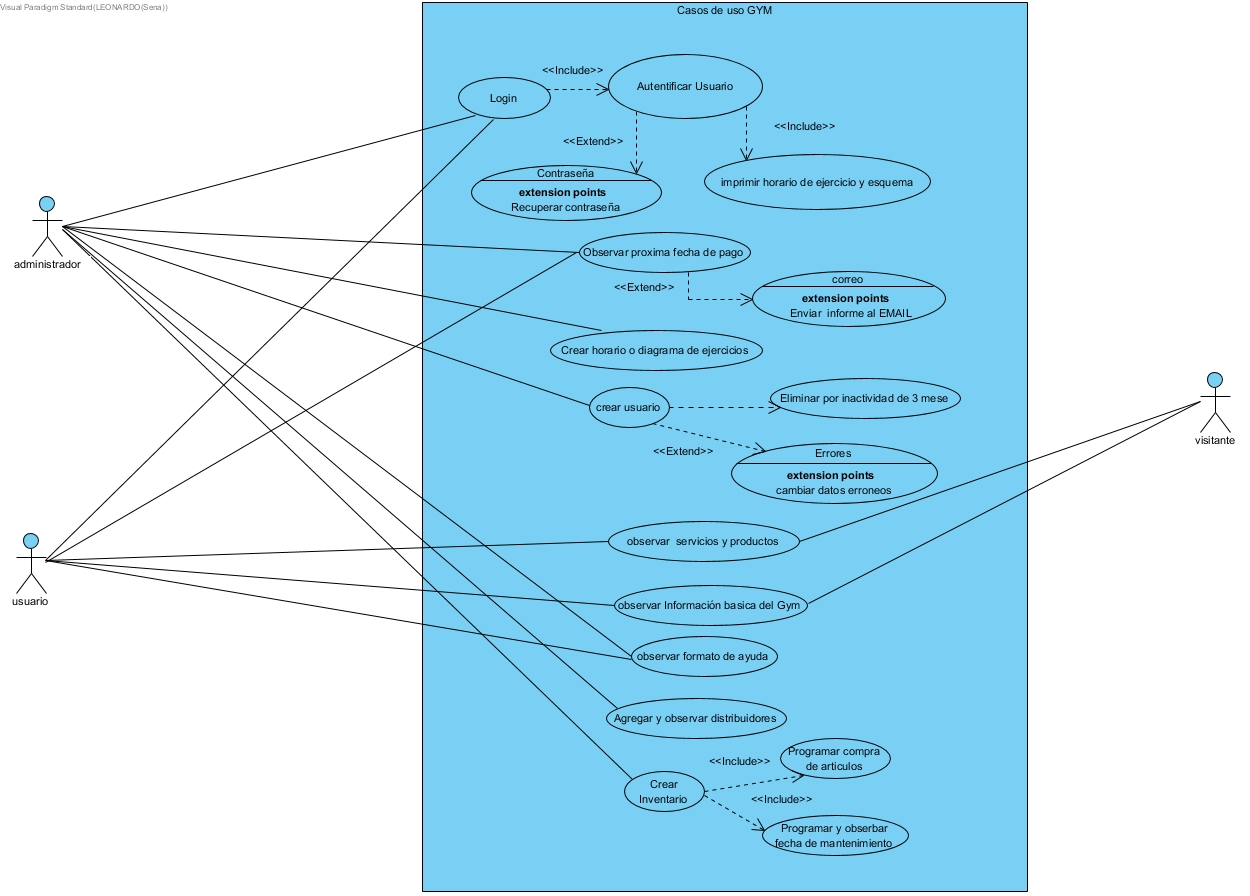 Visual Paradigm Standard(LEONARDO(Sena))
Casos de uso GYM
<<Include>>
Login
Autentificar Usuario
<<Include>>
<<Extend>>
Contraseña
extension points
Recuperar contraseña
imprimir horario de ejercicio y esquema
administrador
Observar proxima fecha de pago
<<Extend>>
correo
extension points
Enviar informe al EMAIL
Crear horario o diagrama de ejercicios
crear usuario
Eliminar por inactividad de 3 mese
<<Extend>>
Errores
extension points
cambiar datos erroneos
visitante
observar servicios y productos
usuario
observar Información basica del Gym
observar formato de ayuda
Agregar y observar distribuidores
<<Include>>
Programar compra
de articulos
Crear
Inventario
<<Include>>
Programar y obserbar
fecha de mantenimiento